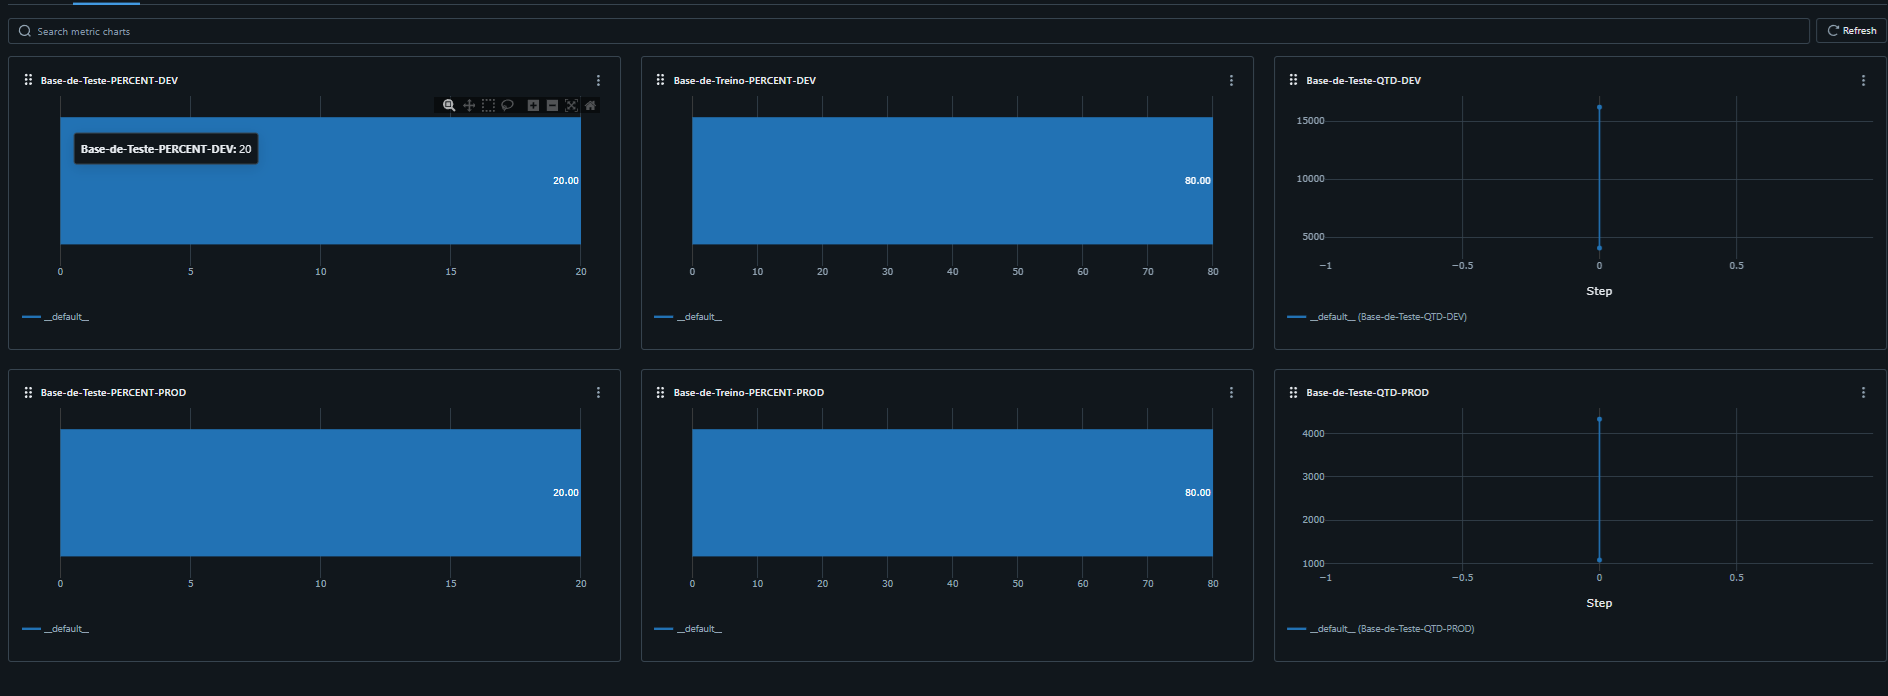 Search metric charts
Refresh
Base-de-Teste-PERCENT-DEV
Base-de-Teste-PERCENT-DEV: 20
20.00
0 5 10 15 20
__default__
Base-de-Treino-PERCENT-DEV
80.00
0 10 20 30 40 50 60 70 80
__default__
Base-de-Teste-QTD-DEV
15000
10000
5000
−1 −0.5 0 0.5
Step
__default__ (Base-de-Teste-QTD-DEV)
Base-de-Teste-PERCENT-PROD
20.00
0 5 10 15 20
__default__
Base-de-Treino-PERCENT-PROD
80.00
0 10 20 30 40 50 60 70 80
__default__
Base-de-Teste-QTD-PROD
4000
3000
2000
1000
−1 −0.5 0 0.5
Step
__default__ (Base-de-Teste-QTD-PROD)